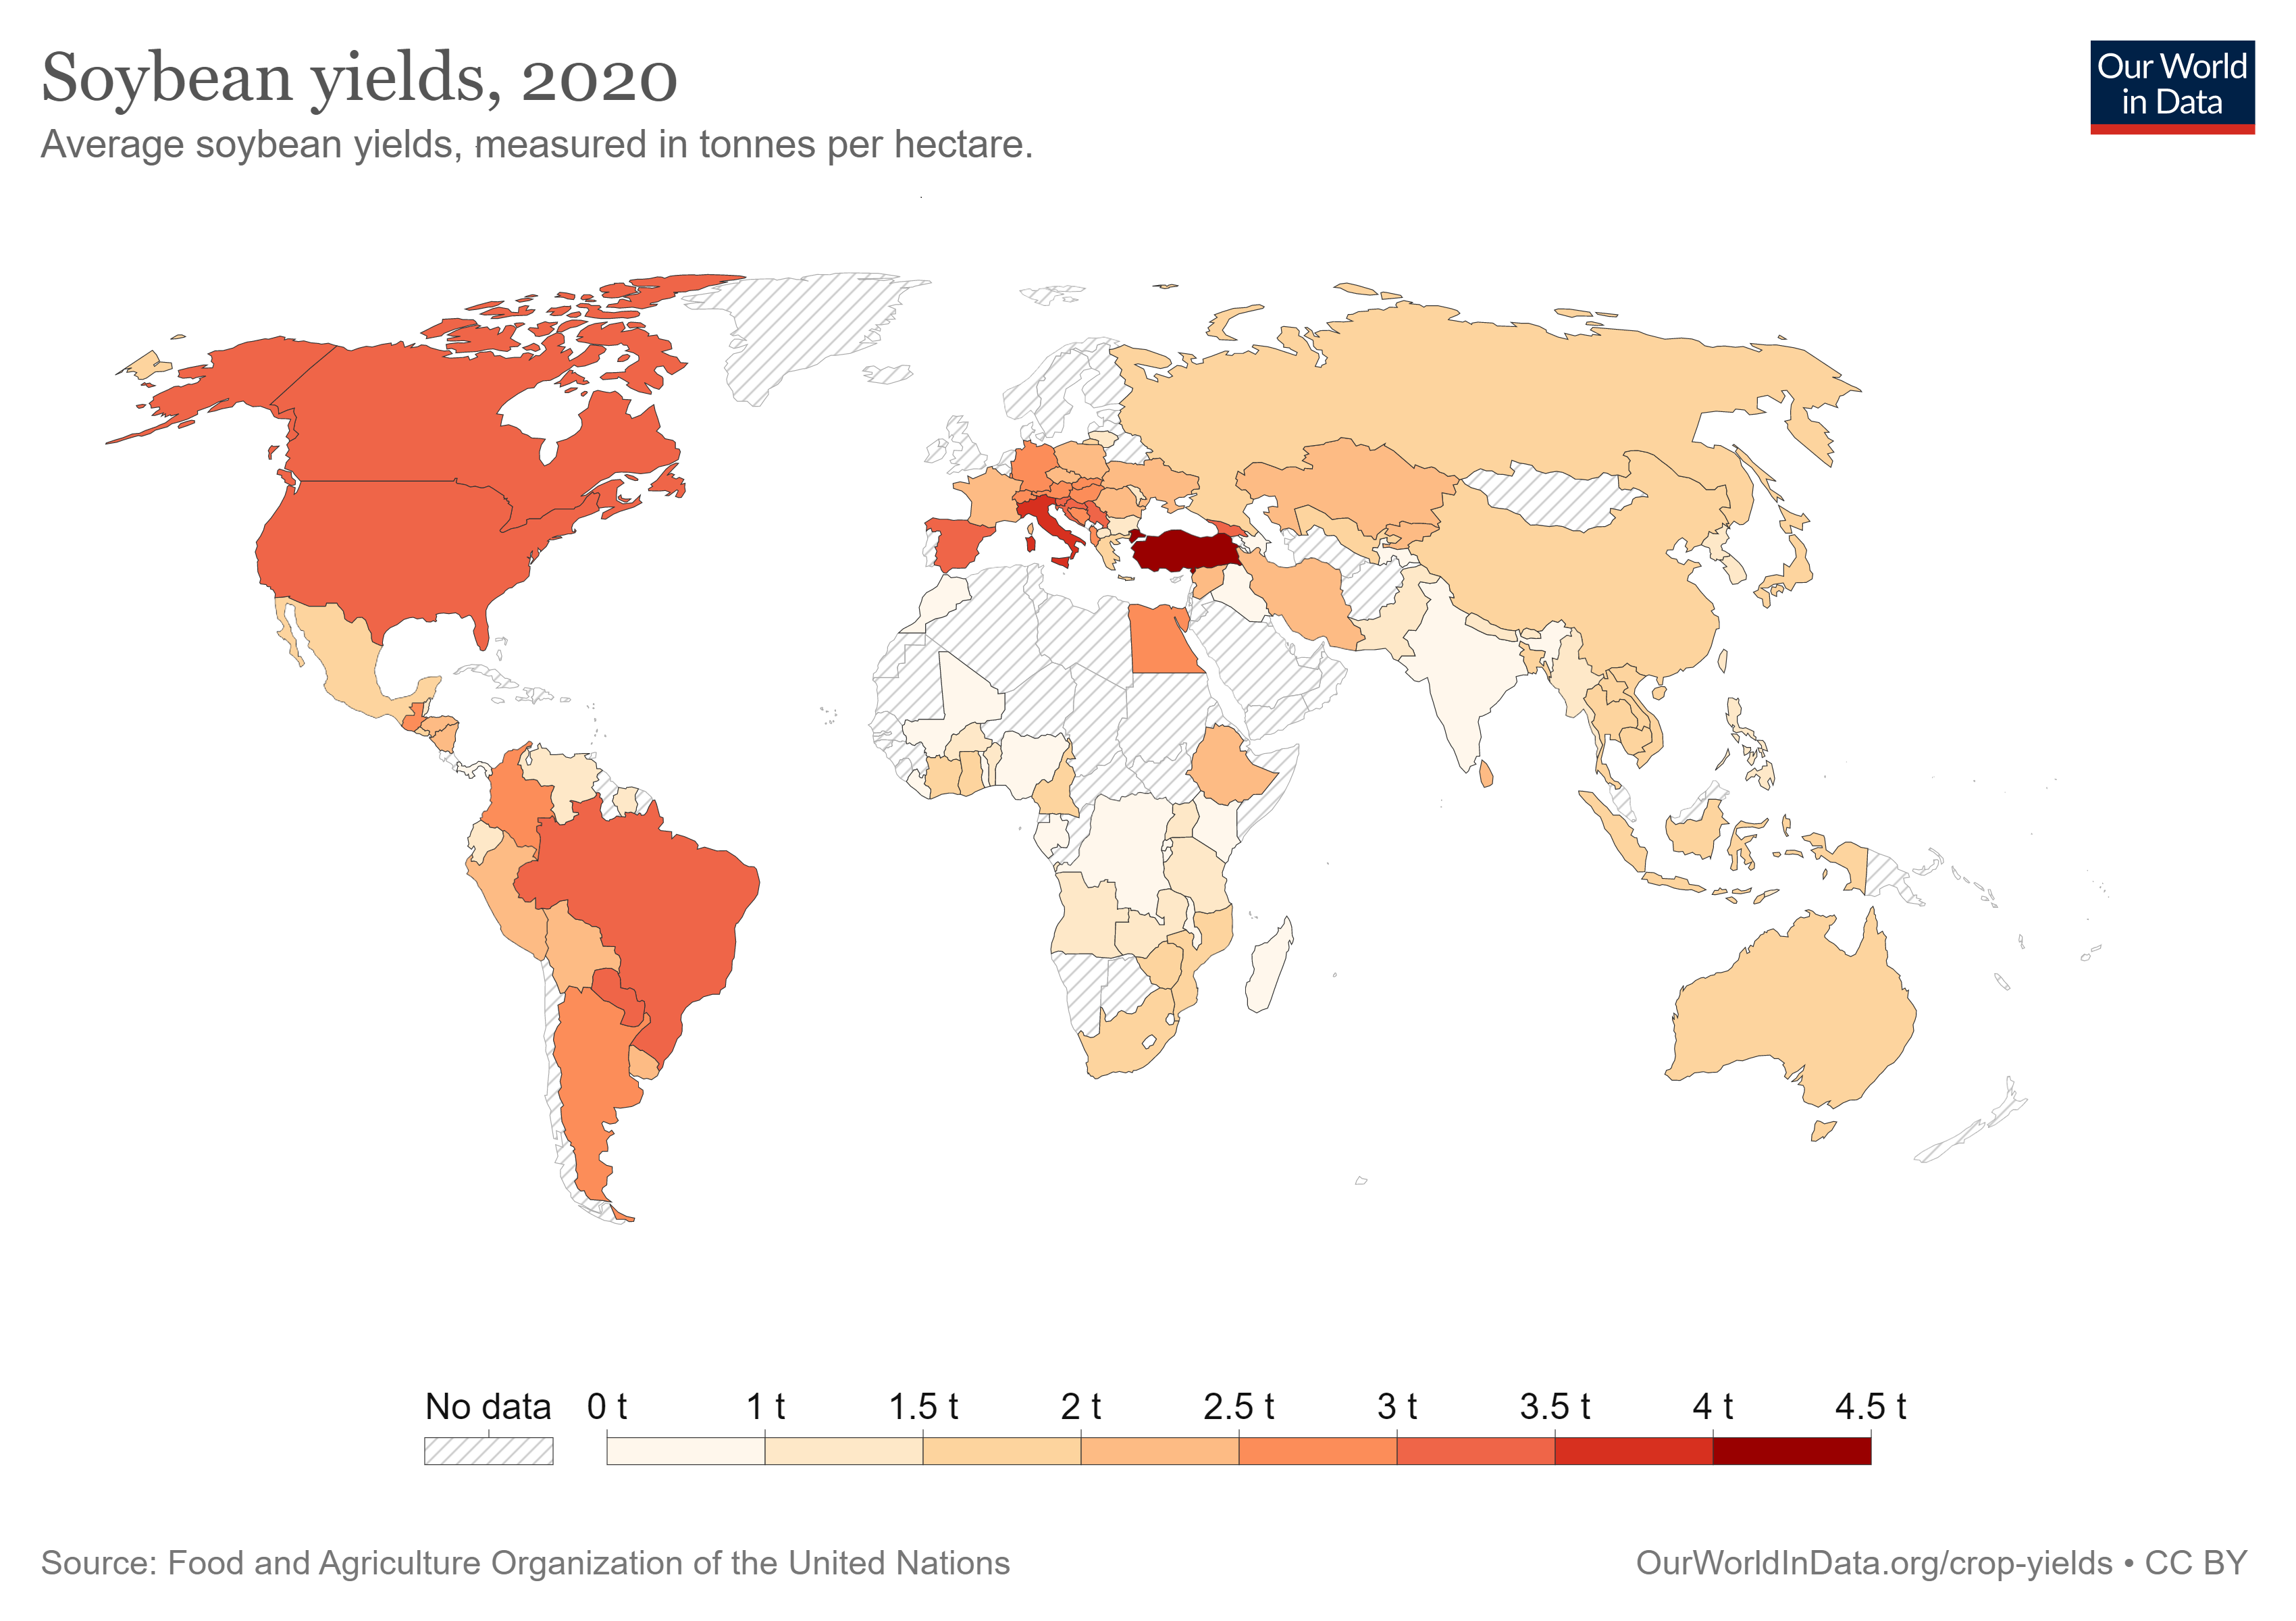 Soybean yields, 2020
Our World
in Data
Average soybean yields, measured in tonnes per hectare.
No data 0 t 1 t 1.5 t 2 t 2.5 t 3 t 3.5 t 4 t 4.5 t
Source: Food and Agriculture Organization of the United Nations
OurWorldInData.org/crop-yields • CC BY